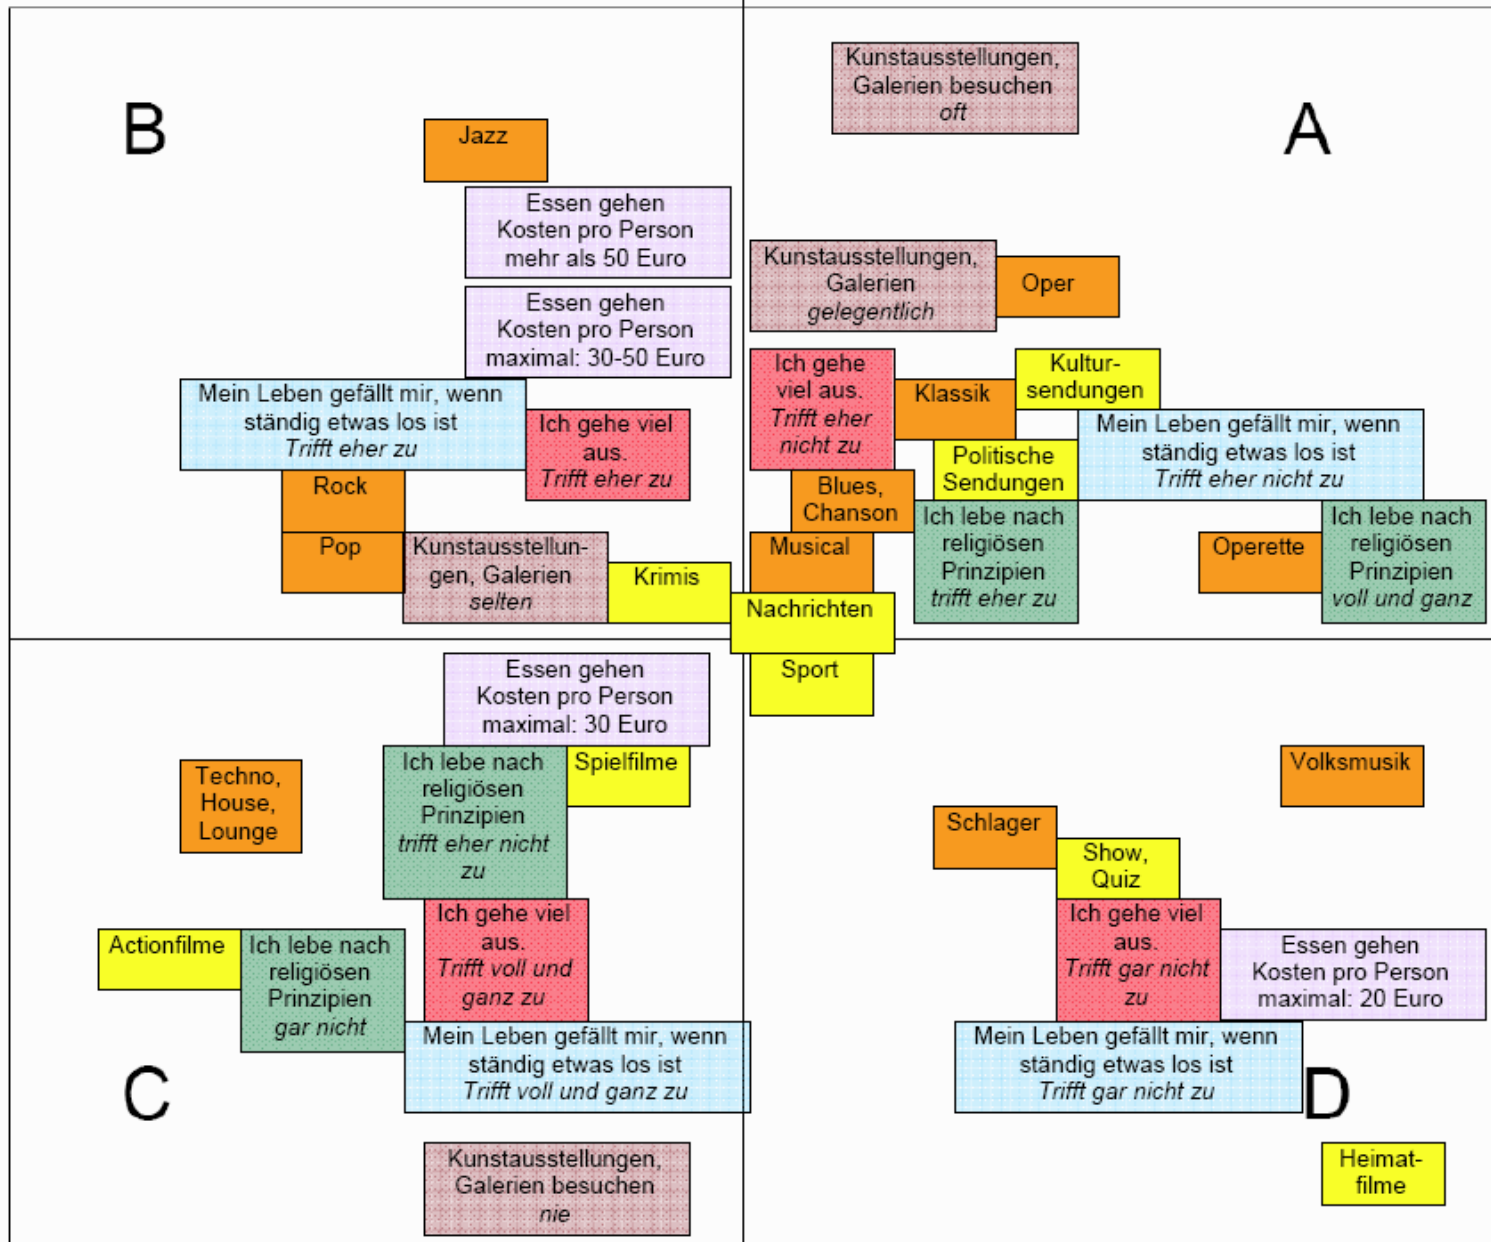 B
Jazz
Essen gehen
Kosten pro Person
mehr als 50 Euro
Essen gehen
Kosten pro Person
maximal: 30-50 Euro
Mein Leben gefällt mir, wenn
ständig etwas los ist
Trifft eher zu
Ich gehe viel
aus.
Trifft eher zu
Rock
Pop
Kunstausstellun-
gen, Galerien
selten
Krimis
A
Kunstausstellungen,
Galerien besuchen
oft
Kunstausstellungen,
Galerien
gelegentlich
Oper
Ich gehe
viel aus.
Trifft eher
nicht zu
Klassik
Kultur-
sendungen
Politische
Sendungen
Mein Leben gefällt mir, wenn
ständig etwas los ist
Trifft eher nicht zu
Blues,
Chanson
Musical
Ich lebe nach
religiösen
Prinzipien
trifft eher zu
Operette
Ich lebe nach
religiösen
Prinzipien
voll und ganz
Nachrichten
Sport
Essen gehen
Kosten pro Person
maximal: 30 Euro
Techno,
House,
Lounge
Ich lebe nach
religiösen
Prinzipien
trifft eher nicht
zu
Spielfilme
Actionfilme
Ich lebe nach
religiösen
Prinzipien
gar nicht
Ich gehe viel
aus.
Trifft voll und
ganz zu
Mein Leben gefällt mir, wenn
ständig etwas los ist
Trifft voll und ganz zu
C
Kunstausstellungen,
Galerien besuchen
nie
Volksmusik
Schlager
Show,
Quiz
Ich gehe viel
aus.
Trifft gar nicht
zu
Essen gehen
Kosten pro Person
maximal: 20 Euro
Mein Leben gefällt mir, wenn
ständig etwas los ist
Trifft gar nicht zu
D
Heimat-
filme